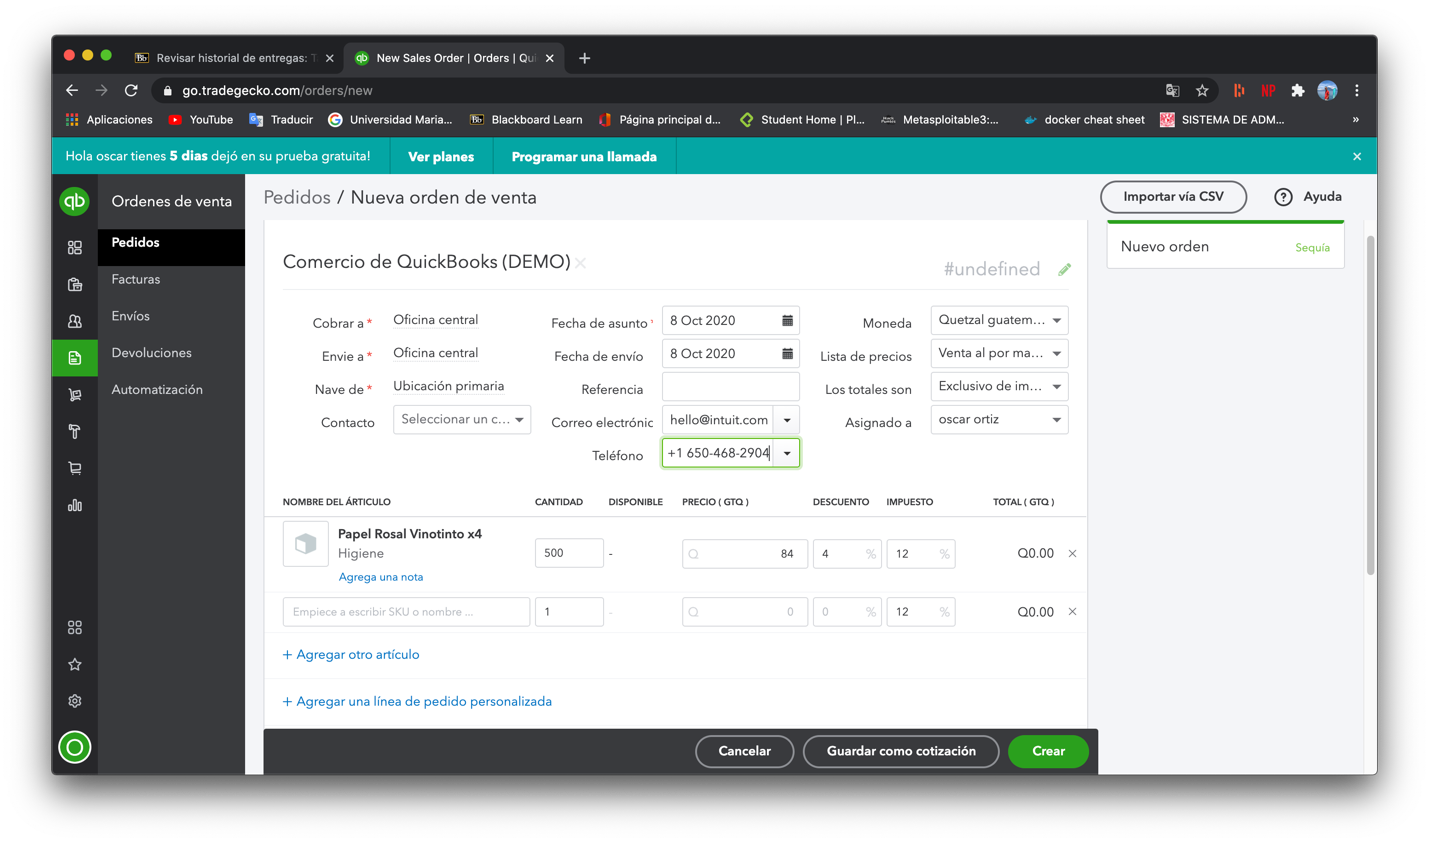 Revisar historial de entregas:
New Sales Order | Orders | Qui
go.tradegecko.com/orders/new
NP
Aplicaciones
YouTube
Traducir
Universidad Maria...
Blackboard Learn
Página principal d...
Student Home | Pl...
Metasploitable3:...
docker cheat sheet
SISTEMA DE ADM...
»
Hola oscar tienes 5 dias dejó en su prueba gratuita!
Ver planes
Programar una llamada
qb
Ordenes de venta
Pedidos / Nueva orden de venta
Importar vía CSV
? Ayuda
Pedidos
Facturas
Envíos
Devoluciones
Automatización
Nuevo orden
Sequía
Comercio de QuickBooks (DEMO)
#undefined
Cobrar a * Oficina central
Fecha de asunto * 8 Oct 2020
Moneda Quetzal guatem...
Envie a * Oficina central
Fecha de envío 8 Oct 2020
Lista de precios Venta al por ma...
Nave de * Ubicación primaria
Referencia
Los totales son Exclusivo de im...
Contacto Seleccionar un c...
Correo electrónic hello@intuit.com
Asignado a oscar ortiz
Teléfono +1 650-468-2904
NOMBRE DEL ÁRTICULO CANTIDAD DISPONIBLE PRECIO ( GTQ ) DESCUENTO IMPUESTO TOTAL ( GTQ )
Papel Rosal Vinotinto x4
Higiene
500 - Q 84 4 % 12 % Q0.00
Agrega una nota
Empiece a escribir SKU o nombre ... 1 - Q 0 0 % 12 % Q0.00
+ Agregar otro artículo
+ Agregar una línea de pedido personalizada
Cancelar
Guardar como cotización
Crear
O